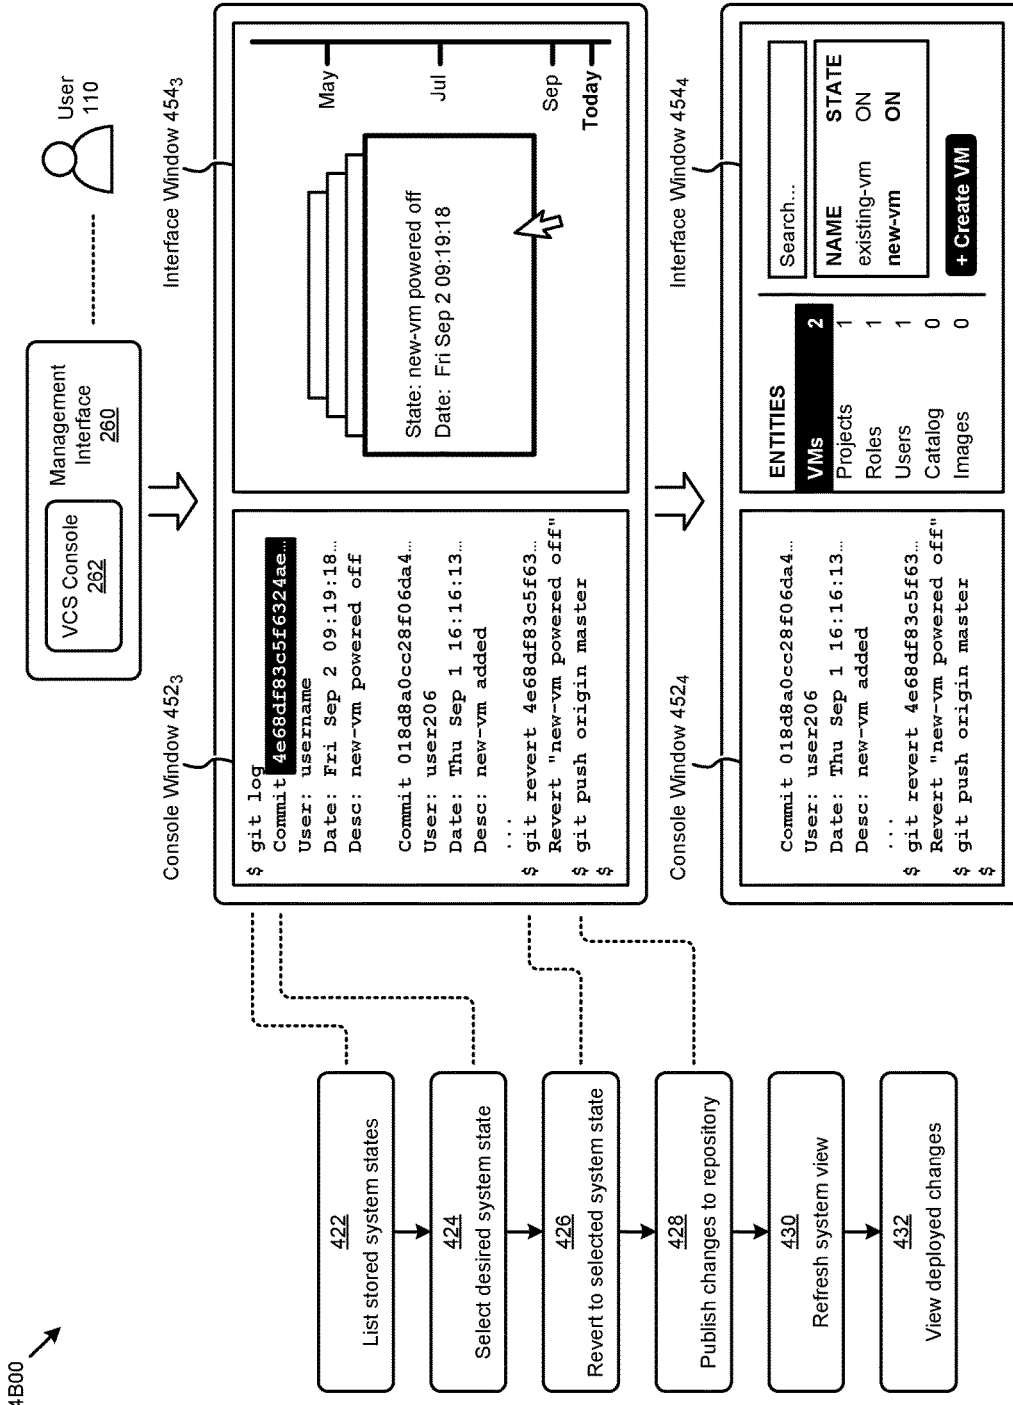 4B00
User
110
Management
Interface
260
VCS Console
262
Console Window 452₃
Interface Window 454₃
$ git log
Commit 4e68df83c5f6324ae...
User: username
Date: Fri Sep 2 09:19:18...
Desc: new-vm powered off
Commit 018d8a0cc28f06da4...
User: user206
Date: Thu Sep 1 16:16:13...
Desc: new-vm added
...
$ git revert 4e68df83c5f63...
Revert "new-vm powered off"
$ git push origin master
$
State: new-vm powered off
Date: Fri Sep 2 09:19:18
May
Jul
Sep
Today
Console Window 452₄
Interface Window 454₄
Commit 018d8a0cc28f06da4...
User: user206
Date: Thu Sep 1 16:16:13...
Desc: new-vm added
...
$ git revert 4e68df83c5f63...
Revert "new-vm powered off"
$ git push origin master
$
ENTITIES
VMs 2
Projects 1
Roles 1
Users 1
Catalog 0
Images 0
Search...
NAME STATE
existing-vm ON
new-vm ON
+ Create VM
422
List stored system states
424
Select desired system state
426
Revert to selected system state
428
Publish changes to repository
430
Refresh system view
432
View deployed changes